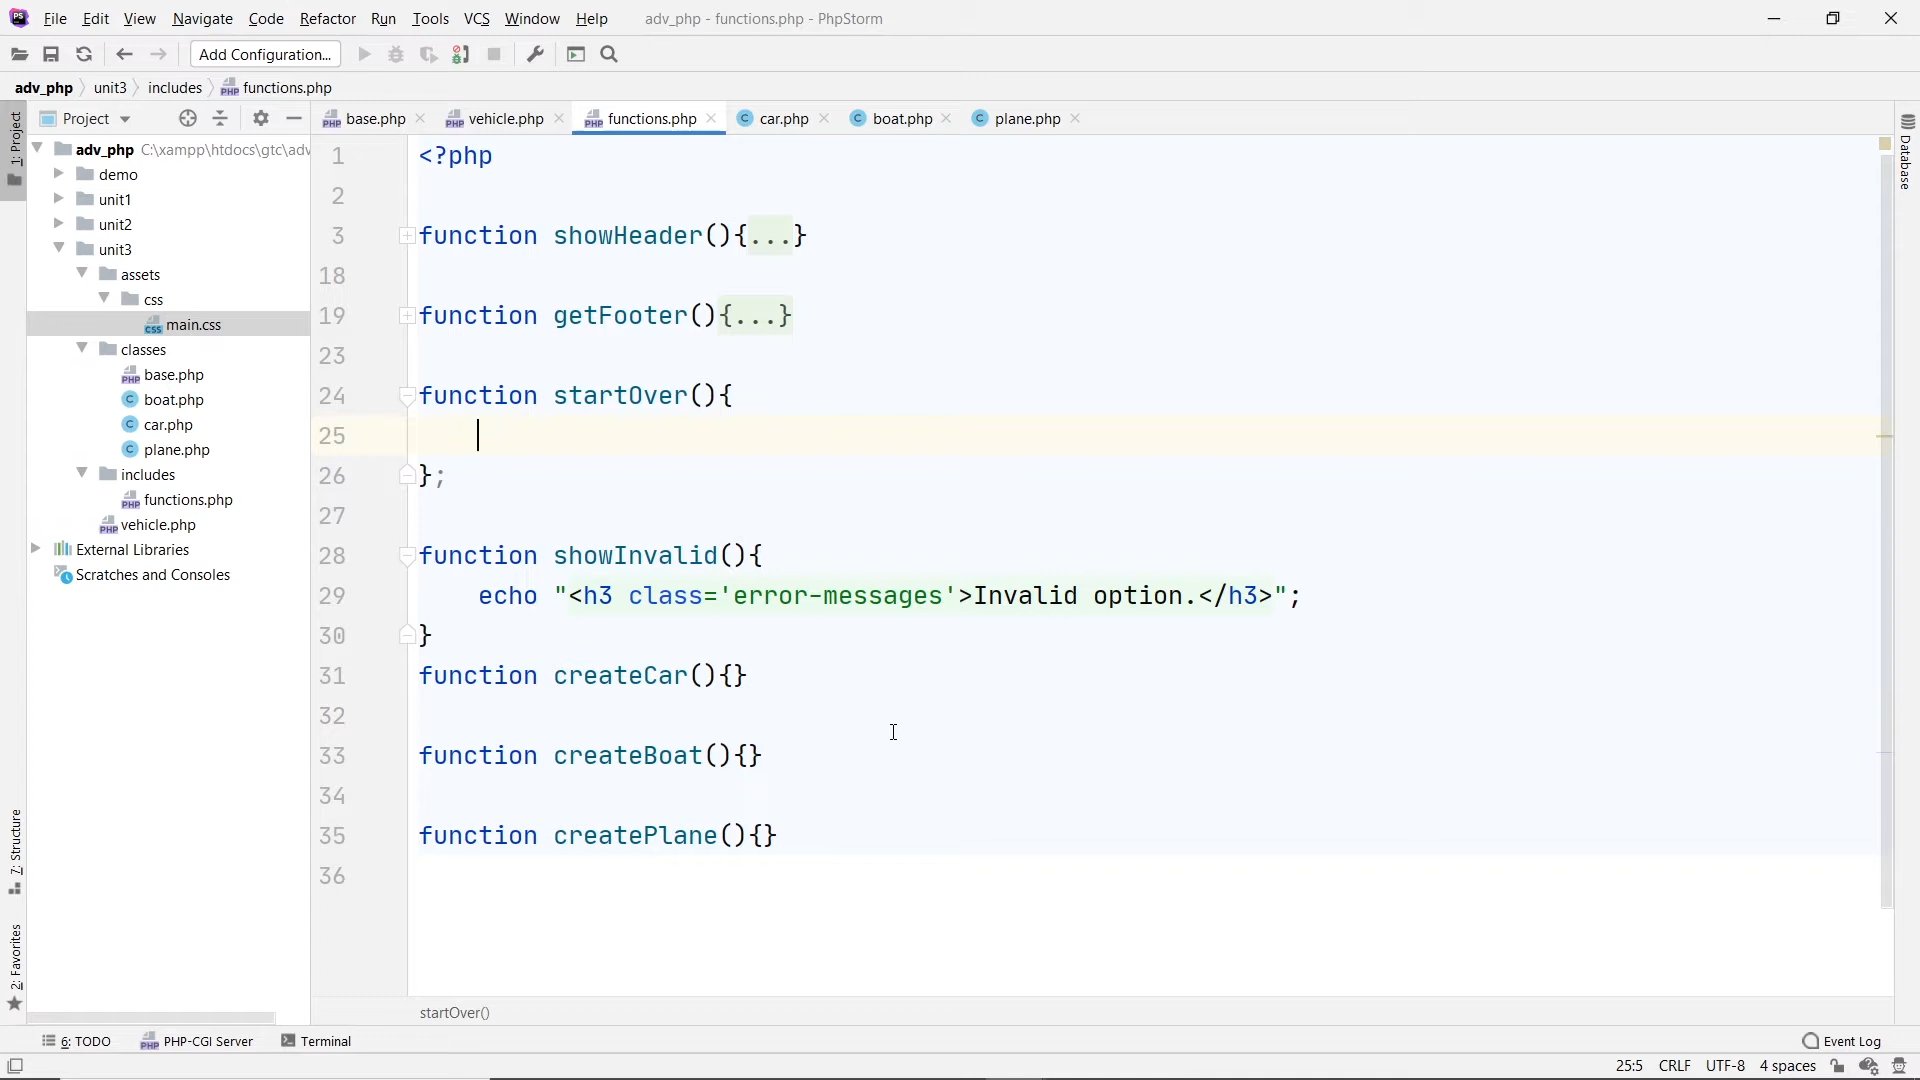 File Edit View Navigate Code Refactor Run Tools VCS Window Help adv_php - functions.php - PhpStorm
Add Configuration...
adv_php unit3 includes functions.php
1: Project
Project
base.php vehicle.php functions.php car.php boat.php plane.php
Database
adv_php C:\xampp\htdocs\gtc\adv
demo
unit1
unit2
unit3
assets
css
main.css
classes
base.php
boat.php
car.php
plane.php
includes
functions.php
vehicle.php
External Libraries
Scratches and Consoles
1 <?php
2
3 function showHeader(){...}
18
19 function getFooter(){...}
23
24 function startOver(){
25
26 };
27
28 function showInvalid(){
29 echo "<h3 class='error-messages'>Invalid option.</h3>";
30 }
31 function createCar(){}
32
33 function createBoat(){}
34
35 function createPlane(){}
36
7: Structure
2: Favorites
startOver()
6: TODO PHP-CGI Server Terminal Event Log
25:5 CRLF UTF-8 4 spaces